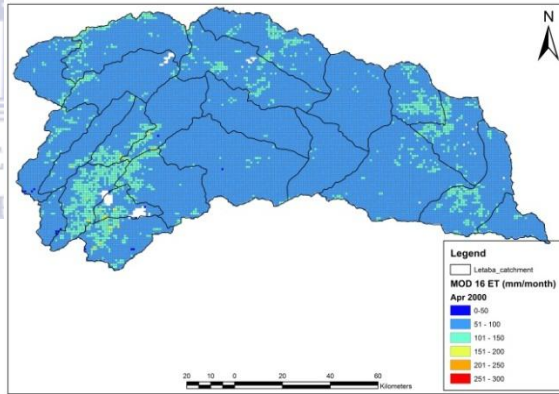 N
Legend
Letaba_catchment
MOD 16 ET (mm/month)
Apr 2000
0-50
51 - 100
101 - 150
151 - 200
201 - 250
251 - 300
20 10 0 20 40 60
Kilometers